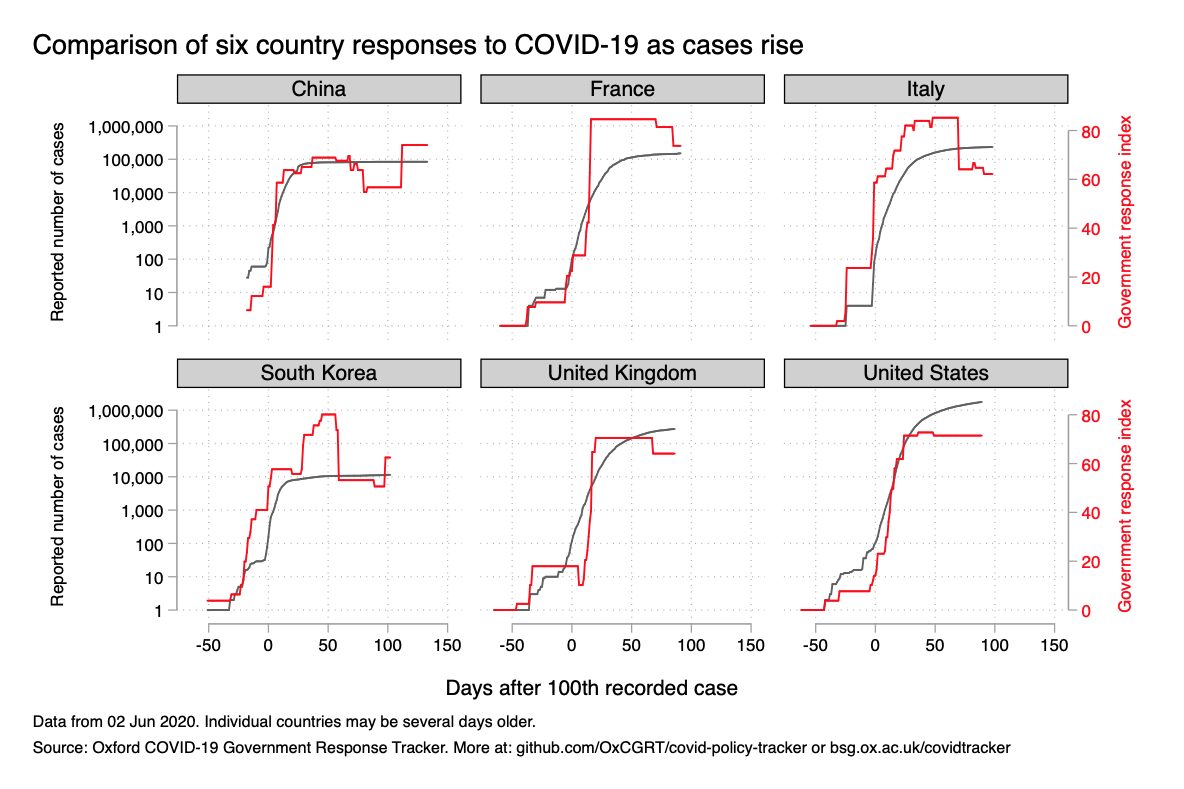 Comparison of six country responses to COVID-19 as cases rise
China
France
Italy
Reported number of cases
1,000,000
100,000
10,000
1,000
100
10
1
80
60
40
20
0
Government response index
South Korea
United Kingdom
United States
Reported number of cases
1,000,000
100,000
10,000
1,000
100
10
1
80
60
40
20
0
Government response index
-50 0 50 100 150
-50 0 50 100 150
-50 0 50 100 150
Days after 100th recorded case
Data from 02 Jun 2020. Individual countries may be several days older.
Source: Oxford COVID-19 Government Response Tracker. More at: github.com/OxCGRT/covid-policy-tracker or bsg.ox.ac.uk/covidtracker